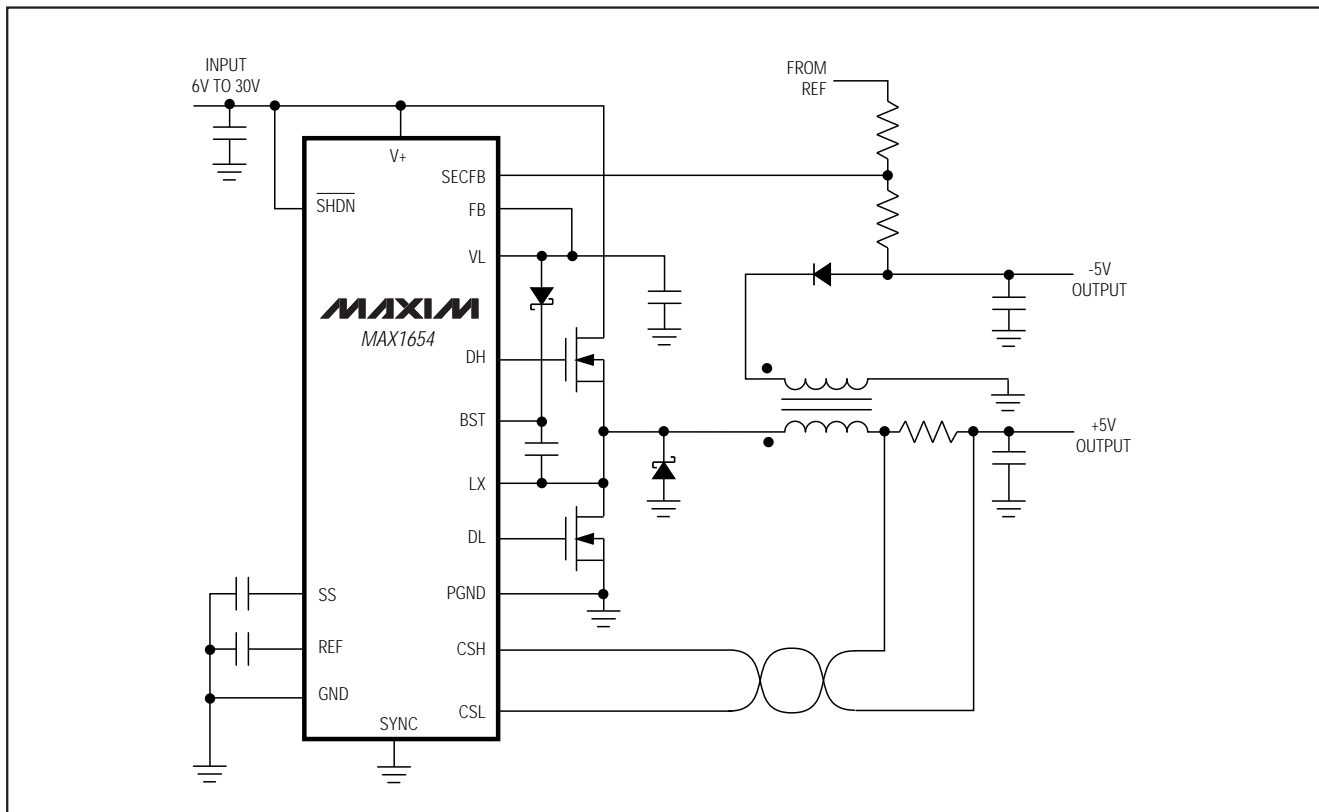 INPUT
6V TO 30V
FROM
REF
V+
SECFB
SHDN
FB
VL
-5V
OUTPUT
MAXIM
MAX1654
DH
BST
+5V
OUTPUT
LX
DL
SS
PGND
REF
CSH
GND
CSL
SYNC